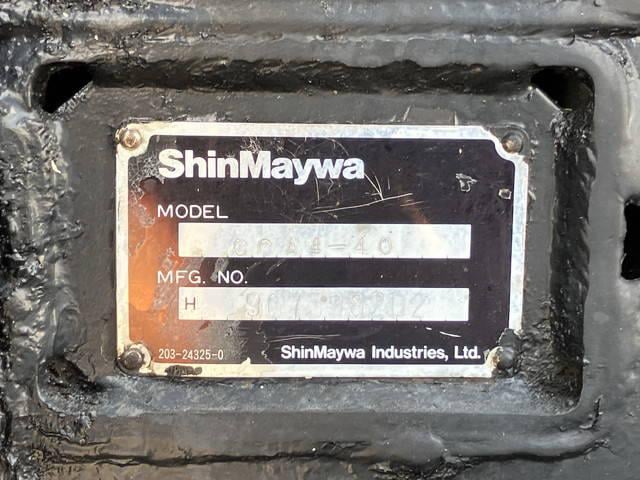 ShinMaywa
MODEL
MFG. NO.
H
203-24325-0 ShinMaywa Industries, Ltd.